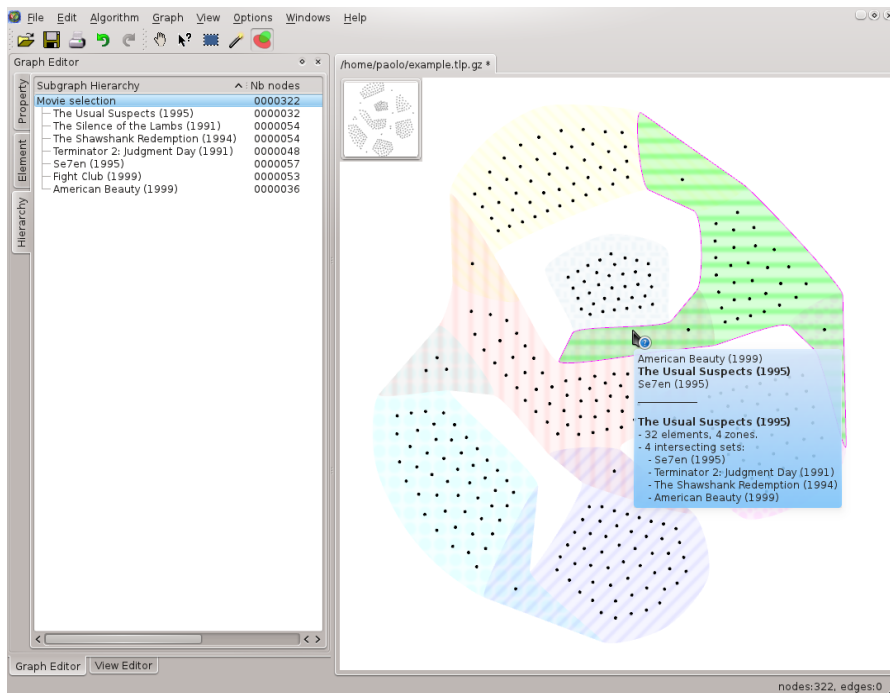 File Edit Algorithm Graph View Options Windows Help
Graph Editor
/home/paolo/example.tlp.gz *
Property
Element
Hierarchy
Subgraph Hierarchy Nb nodes
Movie selection 0000322
The Usual Suspects (1995) 0000032
The Silence of the Lambs (1991) 0000054
The Shawshank Redemption (1994) 0000054
Terminator 2: Judgment Day (1991) 0000048
Se7en (1995) 0000057
Fight Club (1999) 0000053
American Beauty (1999) 0000036
American Beauty (1999)
The Usual Suspects (1995)
Se7en (1995)
The Usual Suspects (1995)
- 32 elements, 4 zones.
- 4 intersecting sets:
- Se7en (1995)
- Terminator 2: Judgment Day (1991)
- The Shawshank Redemption (1994)
- American Beauty (1999)
Graph Editor View Editor
nodes:322, edges:0